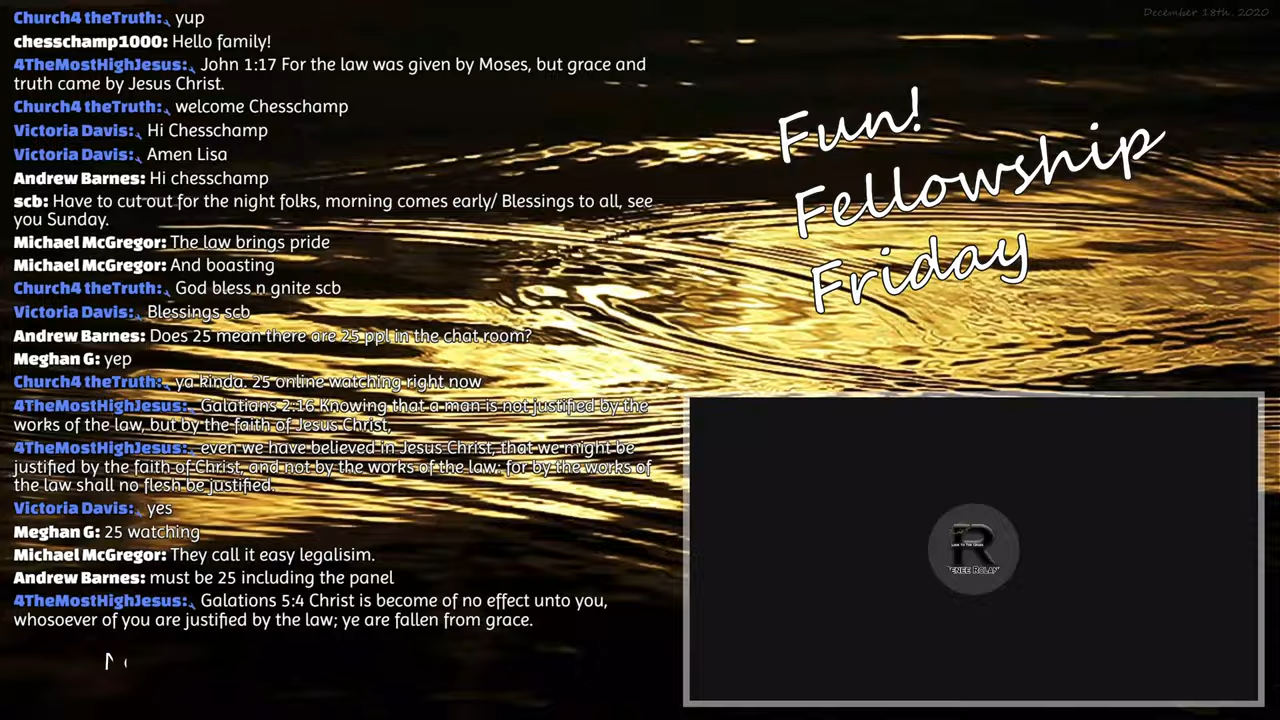 Church4 theTruth: yup
chesschamp1000: Hello family!
4TheMostHighJesus: John 1:17 For the law was given by Moses, but grace and
truth came by Jesus Christ.
Church4 theTruth: welcome Chesschamp
Victoria Davis: Hi Chesschamp
Victoria Davis: Amen Lisa
Andrew Barnes: Hi chesschamp
scb: Have to cut out for the night folks, morning comes early/ Blessings to all, see
you Sunday.
Michael McGregor: The law brings pride
Michael McGregor: And boasting
Church4 theTruth: God bless n gnite scb
Victoria Davis: Blessings scb
Andrew Barnes: Does 25 mean there are 25 ppl in the chat room?
Meghan G: yep
Church4 theTruth: ya kinda. 25 online watching right now
4TheMostHighJesus: Galatians 2:16 Knowing that a man is not justified by the
works of the law, but by the faith of Jesus Christ,
4TheMostHighJesus: even we have believed in Jesus Christ, that we might be
justified by the faith of Christ, and not by the works of the law: for by the works of
the law shall no flesh be justified.
Victoria Davis: yes
Meghan G: 25 watching
Michael McGregor: They call it easy legalisim.
Andrew Barnes: must be 25 including the panel
4TheMostHighJesus: Galations 5:4 Christ is become of no effect unto you,
whosoever of you are justified by the law; ye are fallen from grace.
December 18th, 2020
Fun!
Fellowship
Friday
R